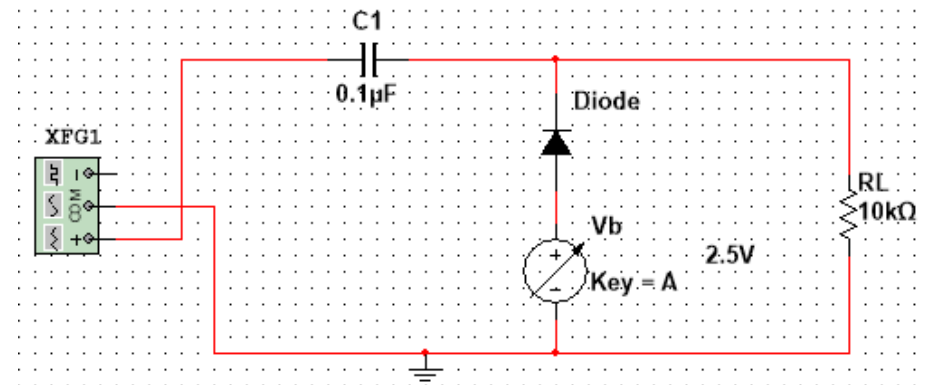 C1
0.1µF
Diode
XFG1
RL
10kΩ
Vb
2.5V
Key = A